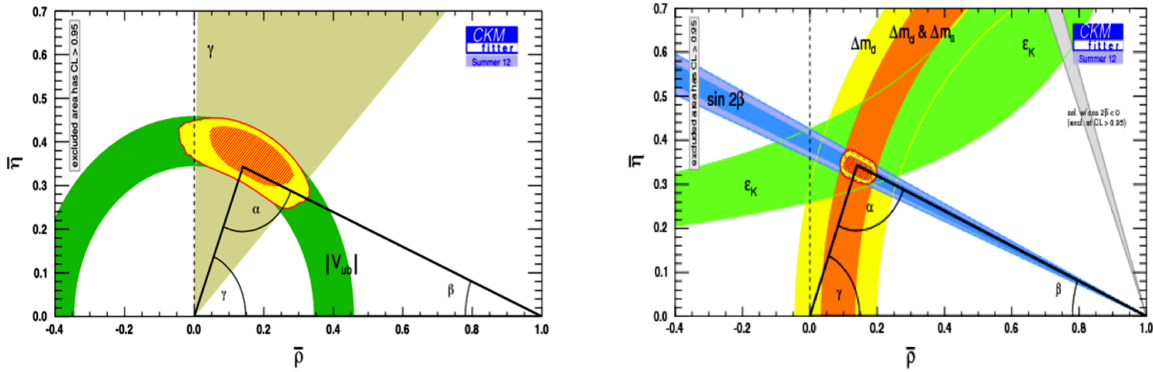 excluded area has CL > 0.95
γ
CKM
fitter
Summer 12
α
|V_ub|
γ
β
η̄
0.7
0.6
0.5
0.4
0.3
0.2
0.1
0.0
-0.4
-0.2
0.0
0.2
0.4
0.6
0.8
1.0
ρ̄
excluded area has CL > 0.95
Δm_d
Δm_d & Δm_s
ε_K
CKM
fitter
Summer 12
sin 2β
sol. w/ cos 2β < 0
(excl. at CL > 0.95)
ε_K
α
γ
β
η̄
0.7
0.6
0.5
0.4
0.3
0.2
0.1
0.0
-0.4
-0.2
0.0
0.2
0.4
0.6
0.8
1.0
ρ̄